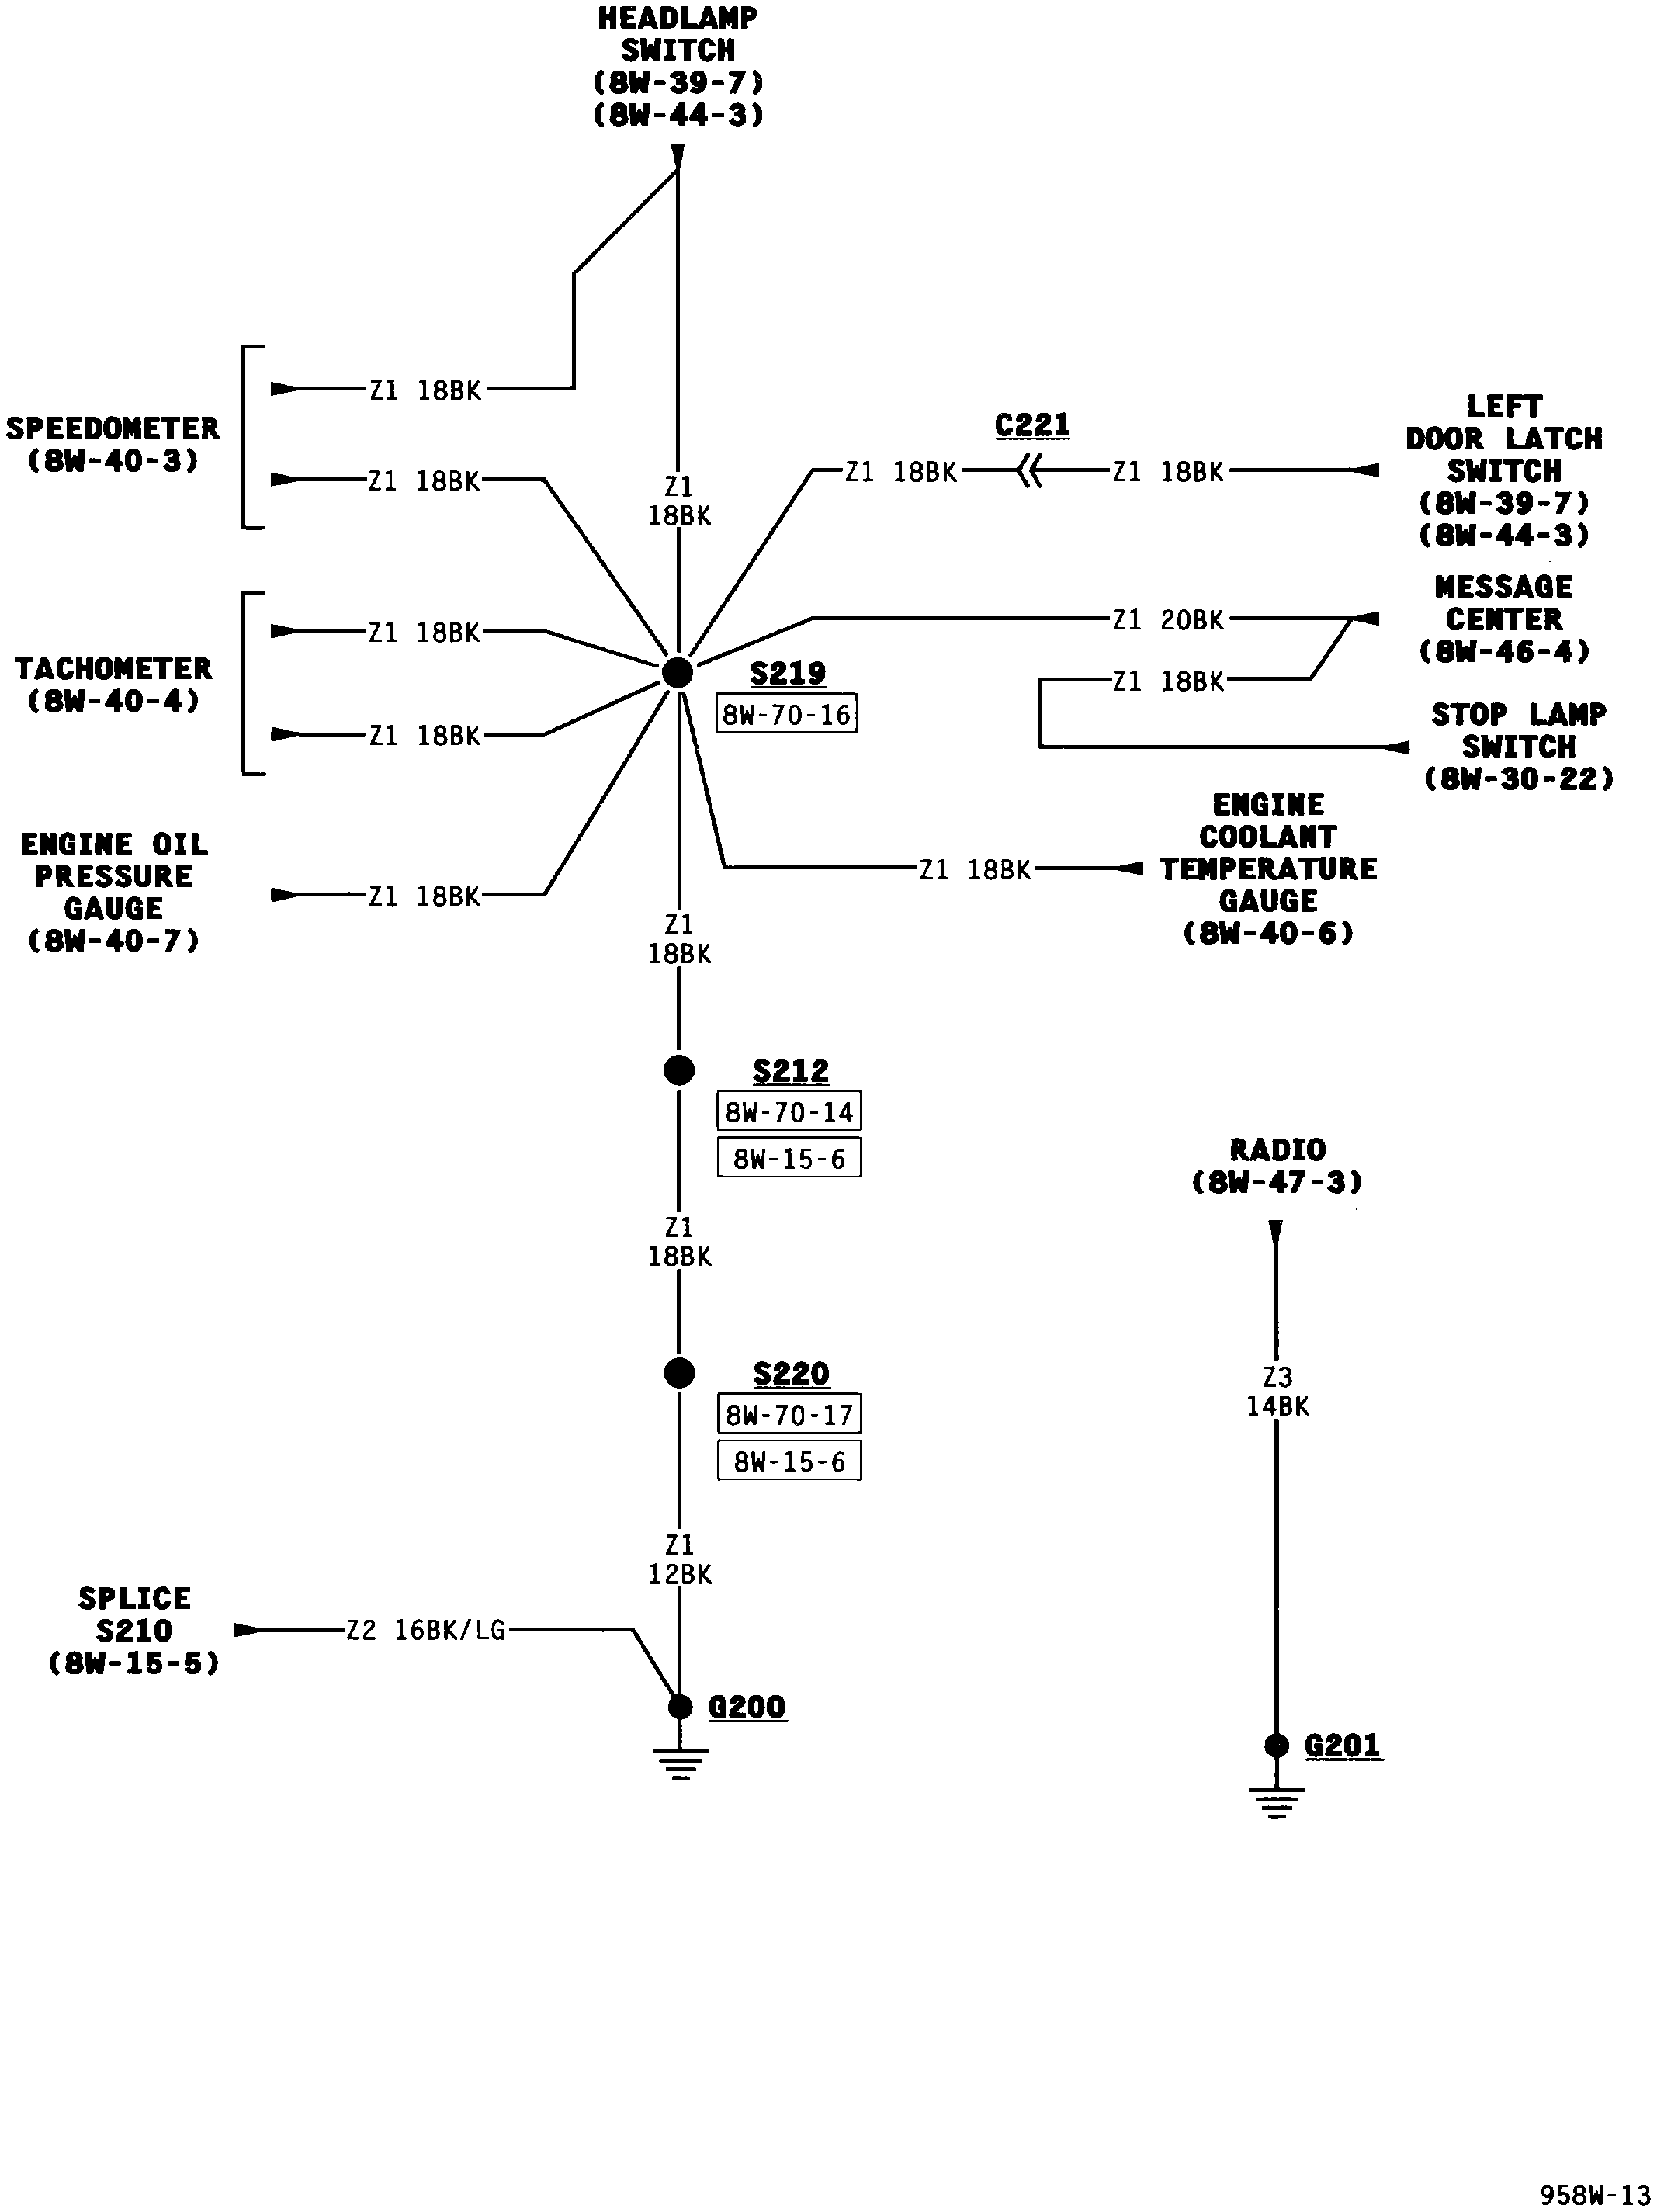 HEADLAMP
SWITCH
(8W-39-7)
(8W-44-3)
SPEEDOMETER
(8W-40-3)
Z1 18BK
Z1 18BK
Z1
18BK
C221
Z1 18BK
Z1 18BK
LEFT
DOOR LATCH
SWITCH
(8W-39-7)
(8W-44-3)
TACHOMETER
(8W-40-4)
Z1 18BK
Z1 18BK
S219
8W-70-16
Z1 20BK
MESSAGE
CENTER
(8W-46-4)
Z1 18BK
STOP LAMP
SWITCH
(8W-30-22)
ENGINE OIL
PRESSURE
GAUGE
(8W-40-7)
Z1 18BK
Z1 18BK
ENGINE
COOLANT
TEMPERATURE
GAUGE
(8W-40-6)
Z1
18BK
S212
8W-70-14
8W-15-6
Z1
18BK
S220
8W-70-17
8W-15-6
Z1
12BK
SPLICE
S210
(8W-15-5)
Z2 16BK/LG
G200
RADIO
(8W-47-3)
Z3
14BK
G201
958W-13